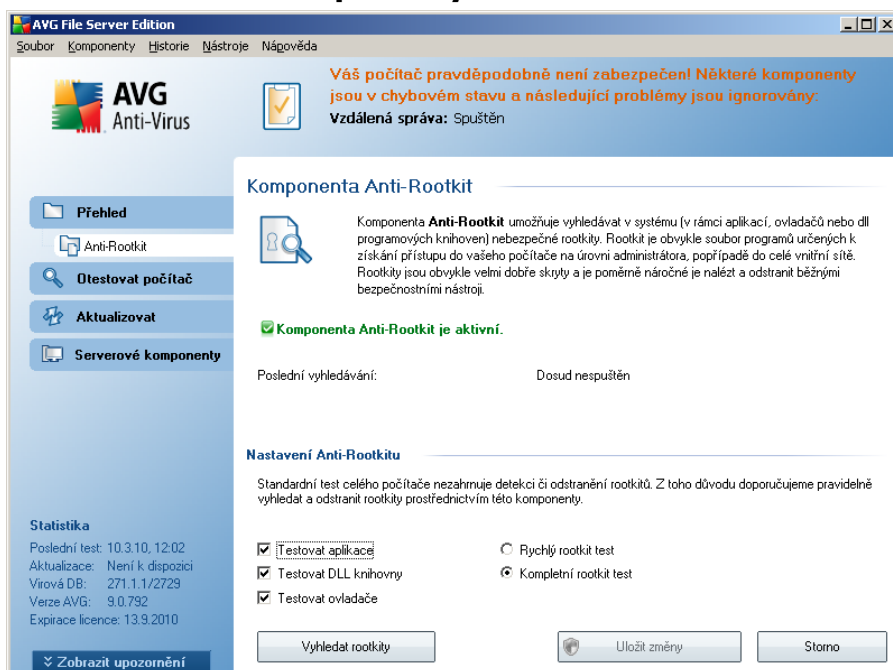 AVG File Server Edition
Soubor Komponenty Historie Nástroje Nápověda
AVG
Anti-Virus
Váš počítač pravděpodobně není zabezpečen! Některé komponenty
jsou v chybovém stavu a následující problémy jsou ignorovány:
Vzdálená správa: Spuštěn
Přehled
Anti-Rootkit
Otestovat počítač
Aktualizovat
Serverové komponenty
Komponenta Anti-Rootkit
Komponenta Anti-Rootkit umožňuje vyhledávat v systému (v rámci aplikací, ovladačů nebo dll
programových knihoven) nebezpečné rootkity. Rootkit je obvykle soubor programů určených k
získání přístupu do vašeho počítače na úrovni administrátora, popřípadě do celé vnitřní sítě.
Rootkity jsou obvykle velmi dobře skryty a je poměrně náročné je nalézt a odstranit běžnými
bezpečnostními nástroji.
Komponenta Anti-Rootkit je aktivní.
Poslední vyhledávání: Dosud nespuštěn
Nastavení Anti-Rootkitu
Standardní test celého počítače nezahrnuje detekci či odstranění rootkitů. Z toho důvodu doporučujeme pravidelně
vyhledat a odstranit rootkity prostřednictvím této komponenty.
Testovat aplikace
Rychlý rootkit test
Testovat DLL knihovny
Kompletní rootkit test
Testovat ovladače
Vyhledat rootkity
Uložit změny
Storno
Statistika
Poslední test: 10.3.10, 12:02
Aktualizace: Není k dispozici
Virová DB: 271.1.1/2729
Verze AVG: 9.0.792
Expirace licence: 13.9.2010
Zobrazit upozornění